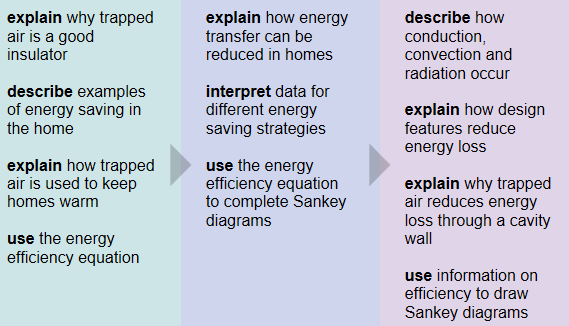 explain why trapped
air is a good
insulator
describe examples
of energy saving in
the home
explain how trapped
air is used to keep
homes warm
use the energy
efficiency equation
explain how energy
transfer can be
reduced in homes
interpret data for
different energy
saving strategies
use the energy
efficiency equation
to complete Sankey
diagrams
describe how
conduction,
convection and
radiation occur
explain how design
features reduce
energy loss
explain why trapped
air reduces energy
loss through a cavity
wall
use information on
efficiency to draw
Sankey diagrams